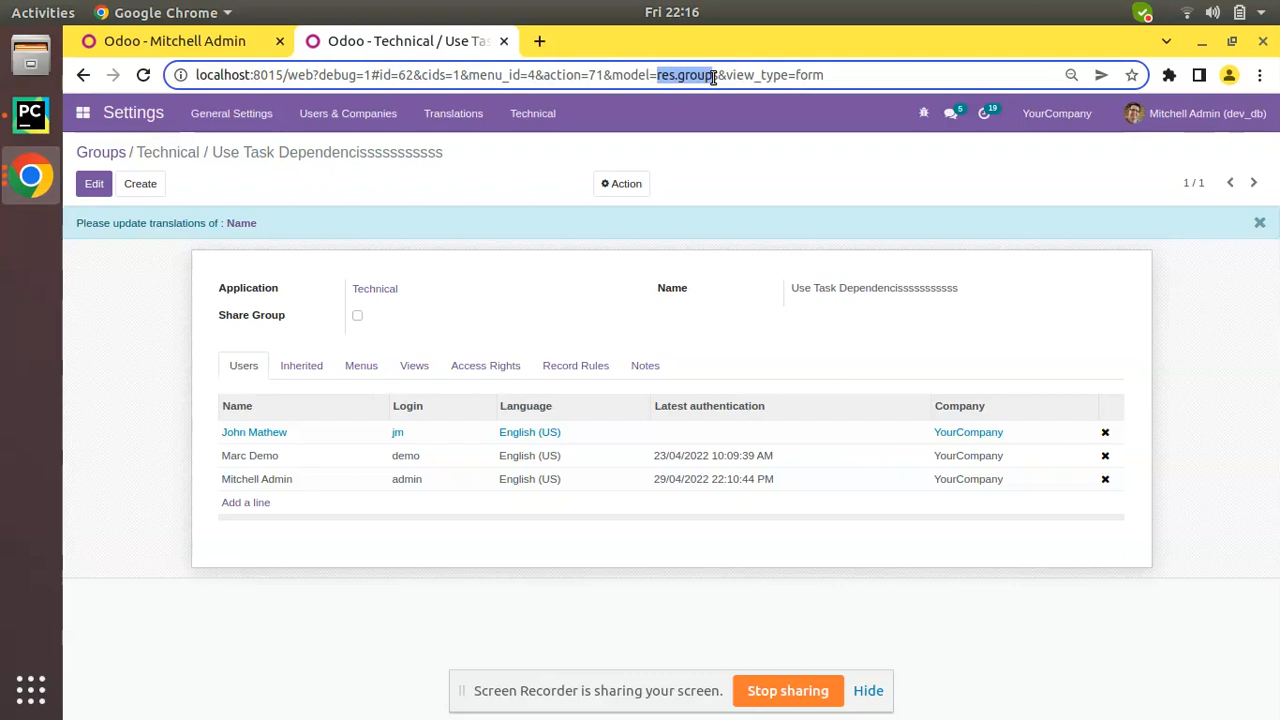 Activities Google Chrome Fri 22:16
Odoo - Mitchell Admin Odoo - Technical / Use Tas
localhost:8015/web?debug=1#id=62&cids=1&menu_id=4&action=71&model=res.groups&view_type=form
Settings General Settings Users & Companies Translations Technical 5 19 YourCompany Mitchell Admin (dev_db)
Groups / Technical / Use Task Dependencisssssssssss
Edit Create Action 1 / 1
Please update translations of : Name
Application Technical Name Use Task Dependencisssssssssss
Share Group
Users Inherited Menus Views Access Rights Record Rules Notes
Name Login Language Latest authentication Company
John Mathew jm English (US) YourCompany
Marc Demo demo English (US) 23/04/2022 10:09:39 AM YourCompany
Mitchell Admin admin English (US) 29/04/2022 22:10:44 PM YourCompany
Add a line
PC
Screen Recorder is sharing your screen. Stop sharing Hide